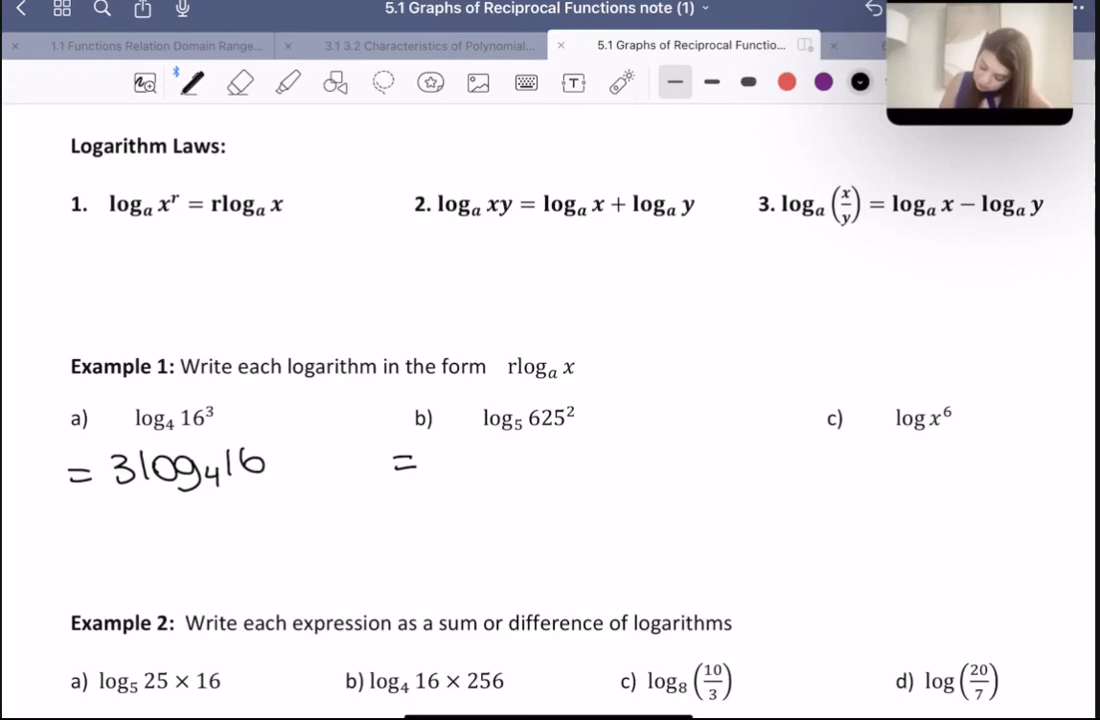 5.1 Graphs of Reciprocal Functions note (1)
1.1 Functions Relation Domain Range...
3.1 3.2 Characteristics of Polynomial...
5.1 Graphs of Reciprocal Functio...
Logarithm Laws:
1. logₐ xʳ = rlogₐ x
2. logₐ xy = logₐ x + logₐ y
3. logₐ (x/y) = logₐ x − logₐ y
Example 1: Write each logarithm in the form rlogₐ x
a) log₄ 16³
b) log₅ 625²
c) log x⁶
= 3log₄16
=
Example 2: Write each expression as a sum or difference of logarithms
a) log₅ 25 × 16
b) log₄ 16 × 256
c) log₈ (10/3)
d) log (20/7)